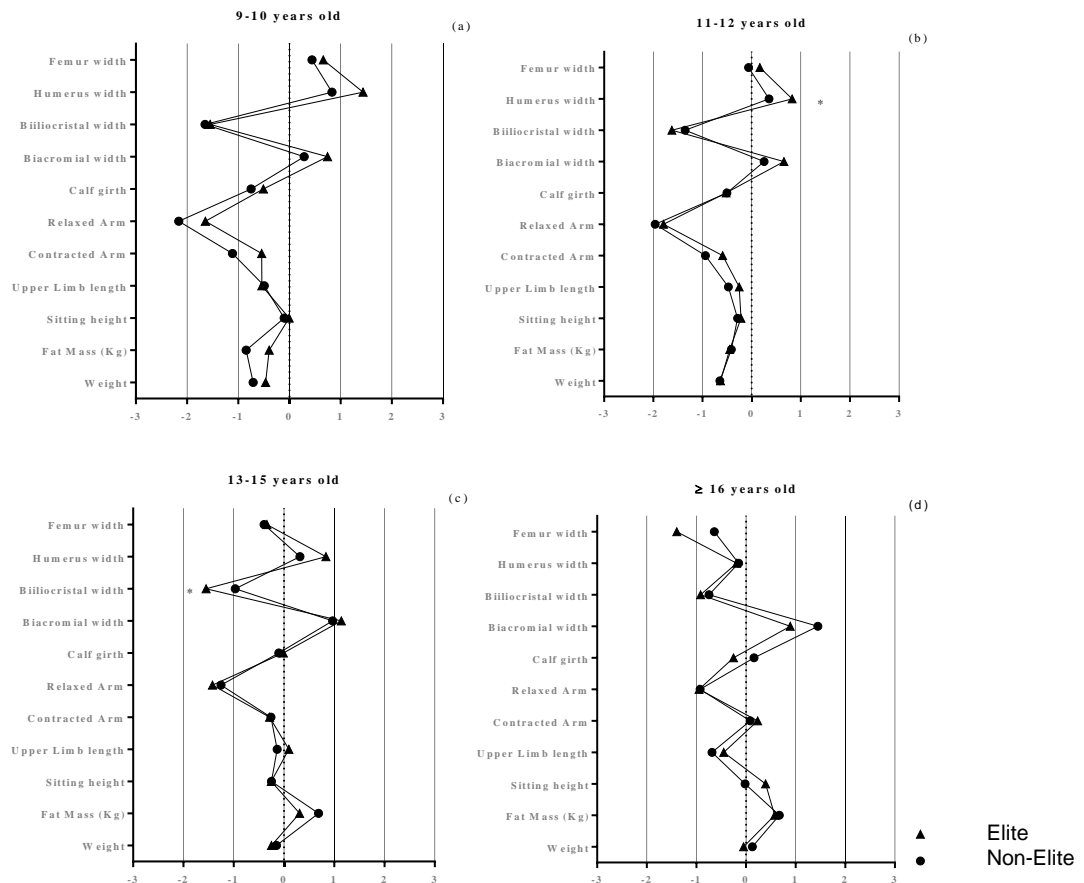 9-10 years old
(a)
Femur width
Humerus width
Biiliocristal width
Biacromial width
Calf girth
Relaxed Arm
Contracted Arm
Upper Limb length
Sitting height
Fat Mass (Kg)
Weight
-3 -2 -1 0 1 2 3
11-12 years old
(b)
Femur width
Humerus width
*
Biiliocristal width
Biacromial width
Calf girth
Relaxed Arm
Contracted Arm
Upper Limb length
Sitting height
Fat Mass (Kg)
Weight
-3 -2 -1 0 1 2 3
13-15 years old
(c)
Femur width
Humerus width
Biiliocristal width
*
Biacromial width
Calf girth
Relaxed Arm
Contracted Arm
Upper Limb length
Sitting height
Fat Mass (Kg)
Weight
-3 -2 -1 0 1 2 3
≥ 16 years old
(d)
Femur width
Humerus width
Biiliocristal width
Biacromial width
Calf girth
Relaxed Arm
Contracted Arm
Upper Limb length
Sitting height
Fat Mass (Kg)
Weight
-3 -2 -1 0 1 2 3
Elite
Non-Elite